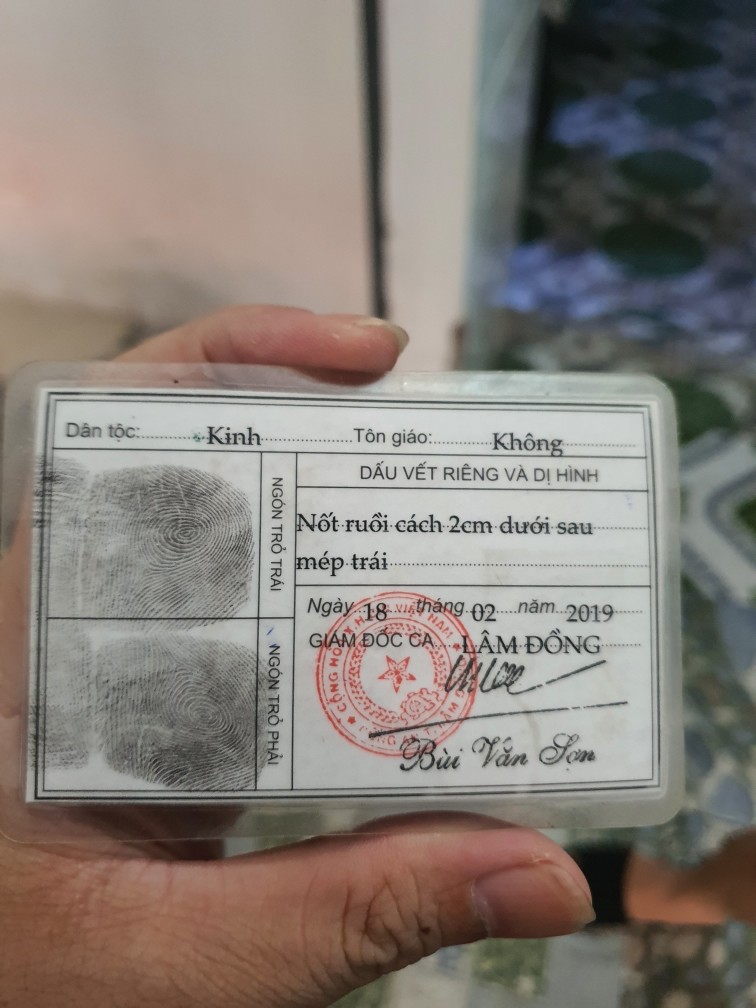 Dân tộc: Kinh Tôn giáo: Không
DẤU VẾT RIÊNG VÀ DỊ HÌNH
NGÓN TRỎ TRÁI
Nốt ruồi cách 2cm dưới sau
mép trái
NGÓN TRỎ PHẢI
Ngày 18 tháng 02 năm 2019
GIÁM ĐỐC CA LÂM ĐỒNG
Bùi Văn Sơn